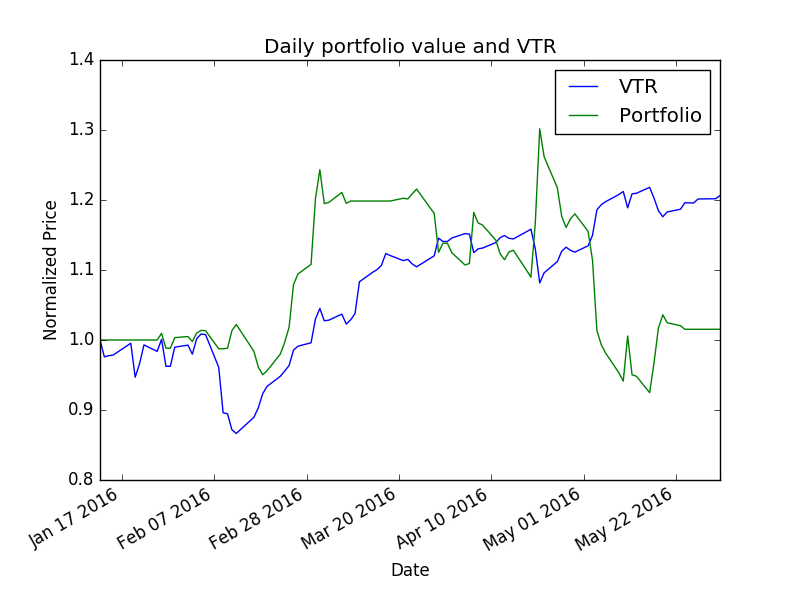 Daily portfolio value and VTR
1.4
1.3
1.2
1.1
1.0
0.9
0.8
Normalized Price
VTR
Portfolio
Jan 17 2016
Feb 07 2016
Feb 28 2016
Mar 20 2016
Apr 10 2016
May 01 2016
May 22 2016
Date